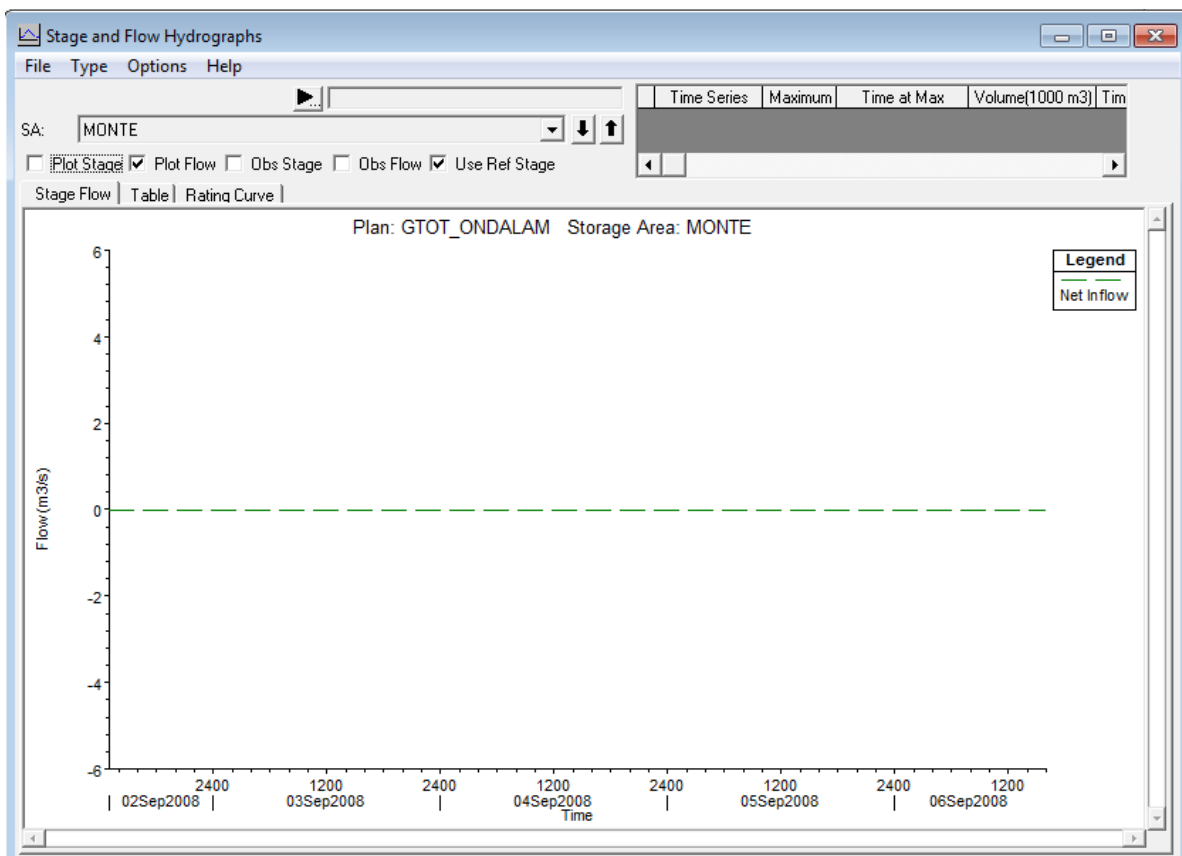 Stage and Flow Hydrographs
File Type Options Help
Time Series Maximum Time at Max Volume(1000 m3) Tim
SA: MONTE
Plot Stage Plot Flow Obs Stage Obs Flow Use Ref Stage
Stage Flow Table Rating Curve
Plan: GTOT_ONDALAM Storage Area: MONTE
Legend
Net Inflow
6
4
2
0
-2
-4
-6
Flow (m3/s)
2400 1200 2400 1200 2400 1200 2400 1200
02Sep2008 03Sep2008 04Sep2008 05Sep2008 06Sep2008
Time